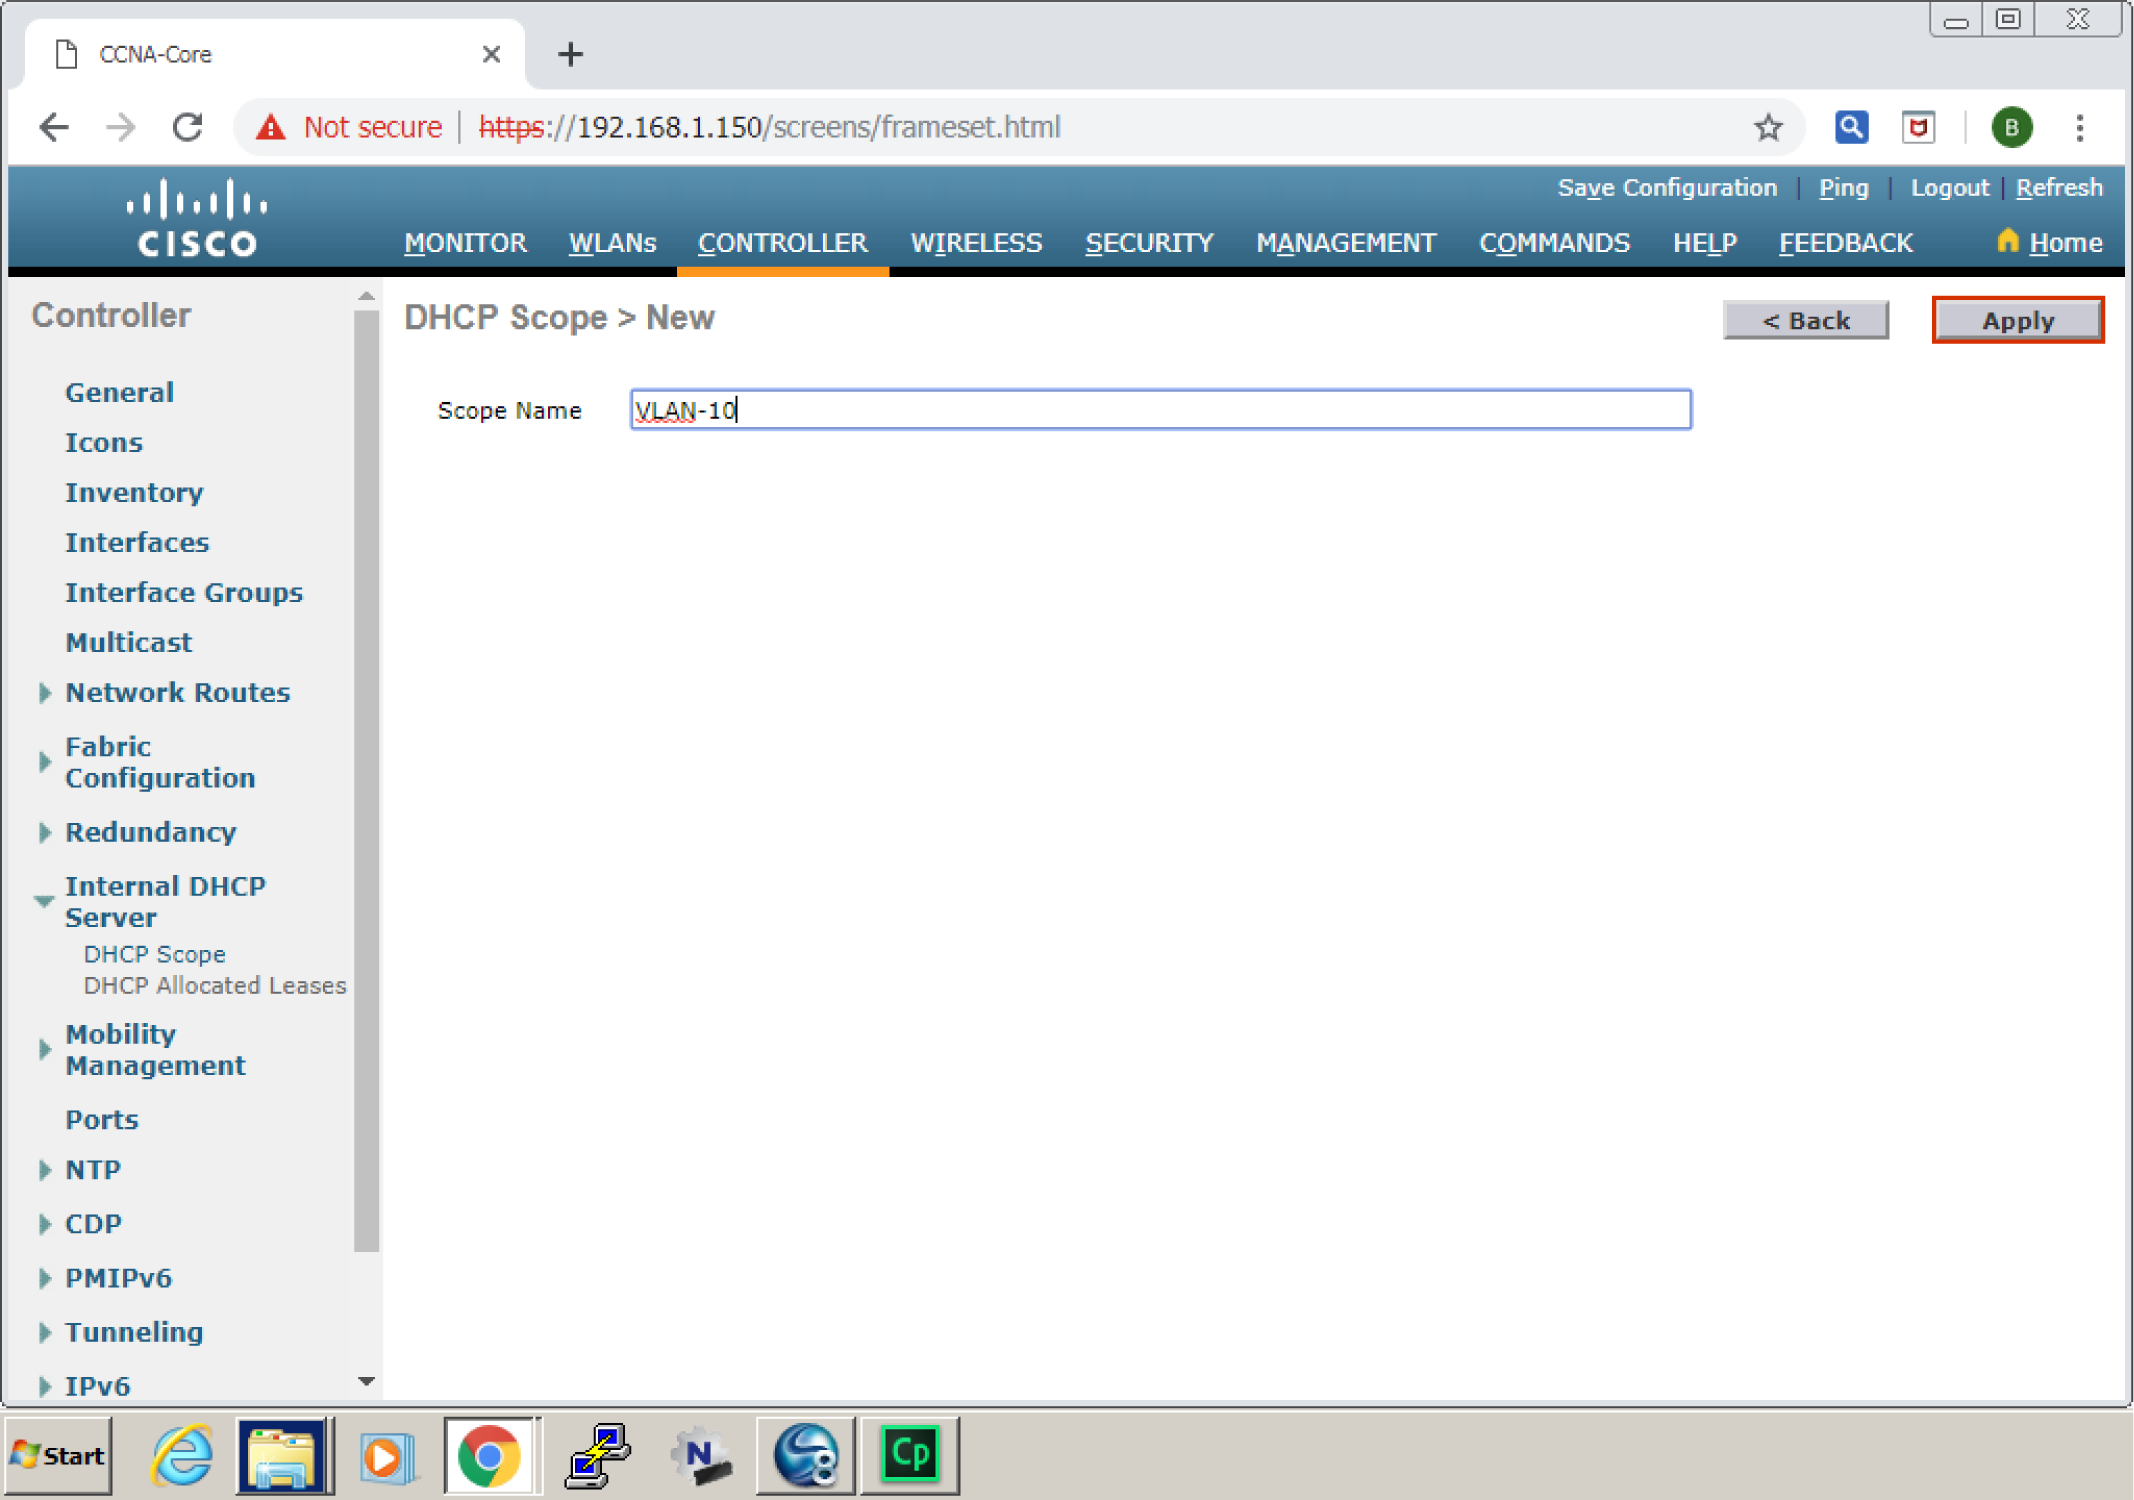 CCNA-Core
Not secure | https://192.168.1.150/screens/frameset.html
B
Save Configuration | Ping | Logout | Refresh
CISCO
MONITOR WLANs CONTROLLER WIRELESS SECURITY MANAGEMENT COMMANDS HELP FEEDBACK Home
Controller
General
Icons
Inventory
Interfaces
Interface Groups
Multicast
Network Routes
Fabric
Configuration
Redundancy
Internal DHCP
Server
DHCP Scope
DHCP Allocated Leases
Mobility
Management
Ports
NTP
CDP
PMIPv6
Tunneling
IPv6
DHCP Scope > New
< Back
Apply
Scope Name
VLAN-10
Start
N
8
Cp